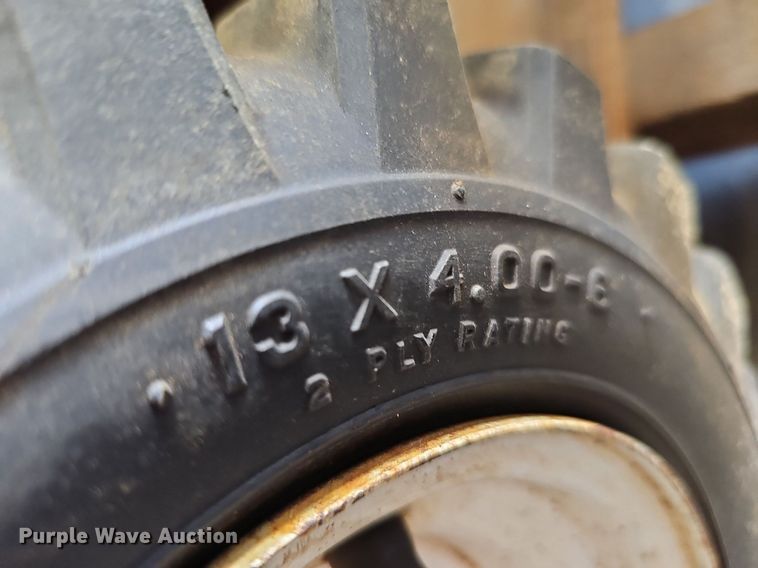 13 X 4.00-6
2 PLY RATING
Purple Wave Auction